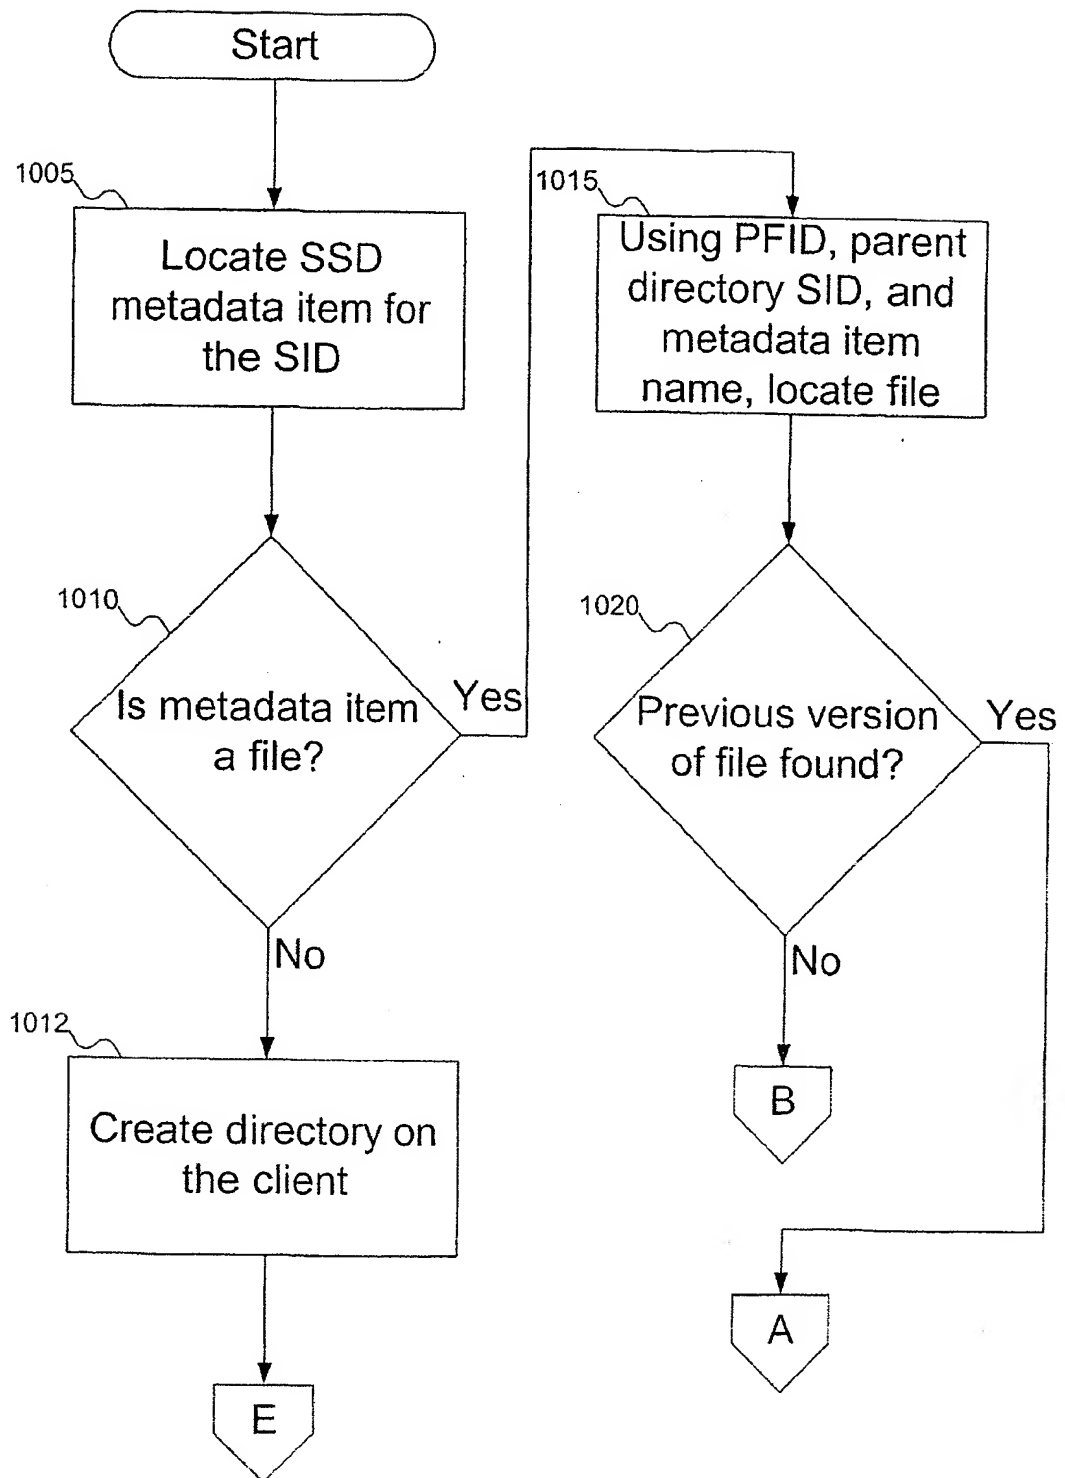 Start
1005
Locate SSD
metadata item for
the SID
1010
Is metadata item
a file?
Yes
No
1012
Create directory on
the client
E
1015
Using PFID, parent
directory SID, and
metadata item
name, locate file
1020
Previous version
of file found?
Yes
No
B
A